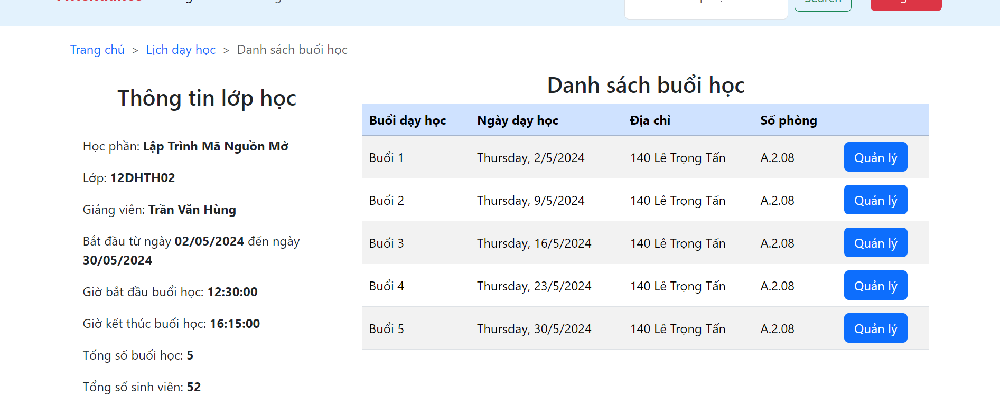 Trang chủ > Lịch dạy học > Danh sách buổi học
Thông tin lớp học
Học phần: Lập Trình Mã Nguồn Mở
Lớp: 12DHTH02
Giảng viên: Trần Văn Hùng
Bắt đầu từ ngày 02/05/2024 đến ngày
30/05/2024
Giờ bắt đầu buổi học: 12:30:00
Giờ kết thúc buổi học: 16:15:00
Tổng số buổi học: 5
Tổng số sinh viên: 52
Danh sách buổi học
Buổi dạy học Ngày dạy học Địa chỉ Số phòng
Buổi 1 Thursday, 2/5/2024 140 Lê Trọng Tấn A.2.08 Quản lý
Buổi 2 Thursday, 9/5/2024 140 Lê Trọng Tấn A.2.08 Quản lý
Buổi 3 Thursday, 16/5/2024 140 Lê Trọng Tấn A.2.08 Quản lý
Buổi 4 Thursday, 23/5/2024 140 Lê Trọng Tấn A.2.08 Quản lý
Buổi 5 Thursday, 30/5/2024 140 Lê Trọng Tấn A.2.08 Quản lý